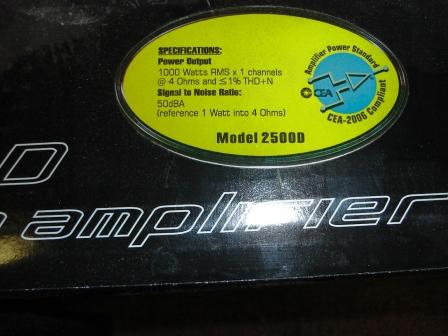 SPECIFICATIONS:
Power Output
1000 Watts RMS x 1 channels
@ 4 Ohms and ≤1% THD+N
Signal to Noise Ratio:
50dBA
(reference 1 Watt into 4 Ohms)
Model 2500D
Amplifier Power Standard
CEA
CEA-2006 Compliant
D
amplifier